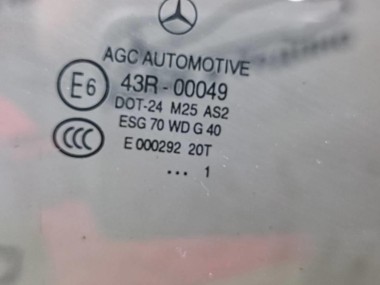 AGC AUTOMOTIVE
E6 43R-00049
DOT-24 M25 AS2
CCC ESG 70 WD G 40
E 000292 20T
... 1